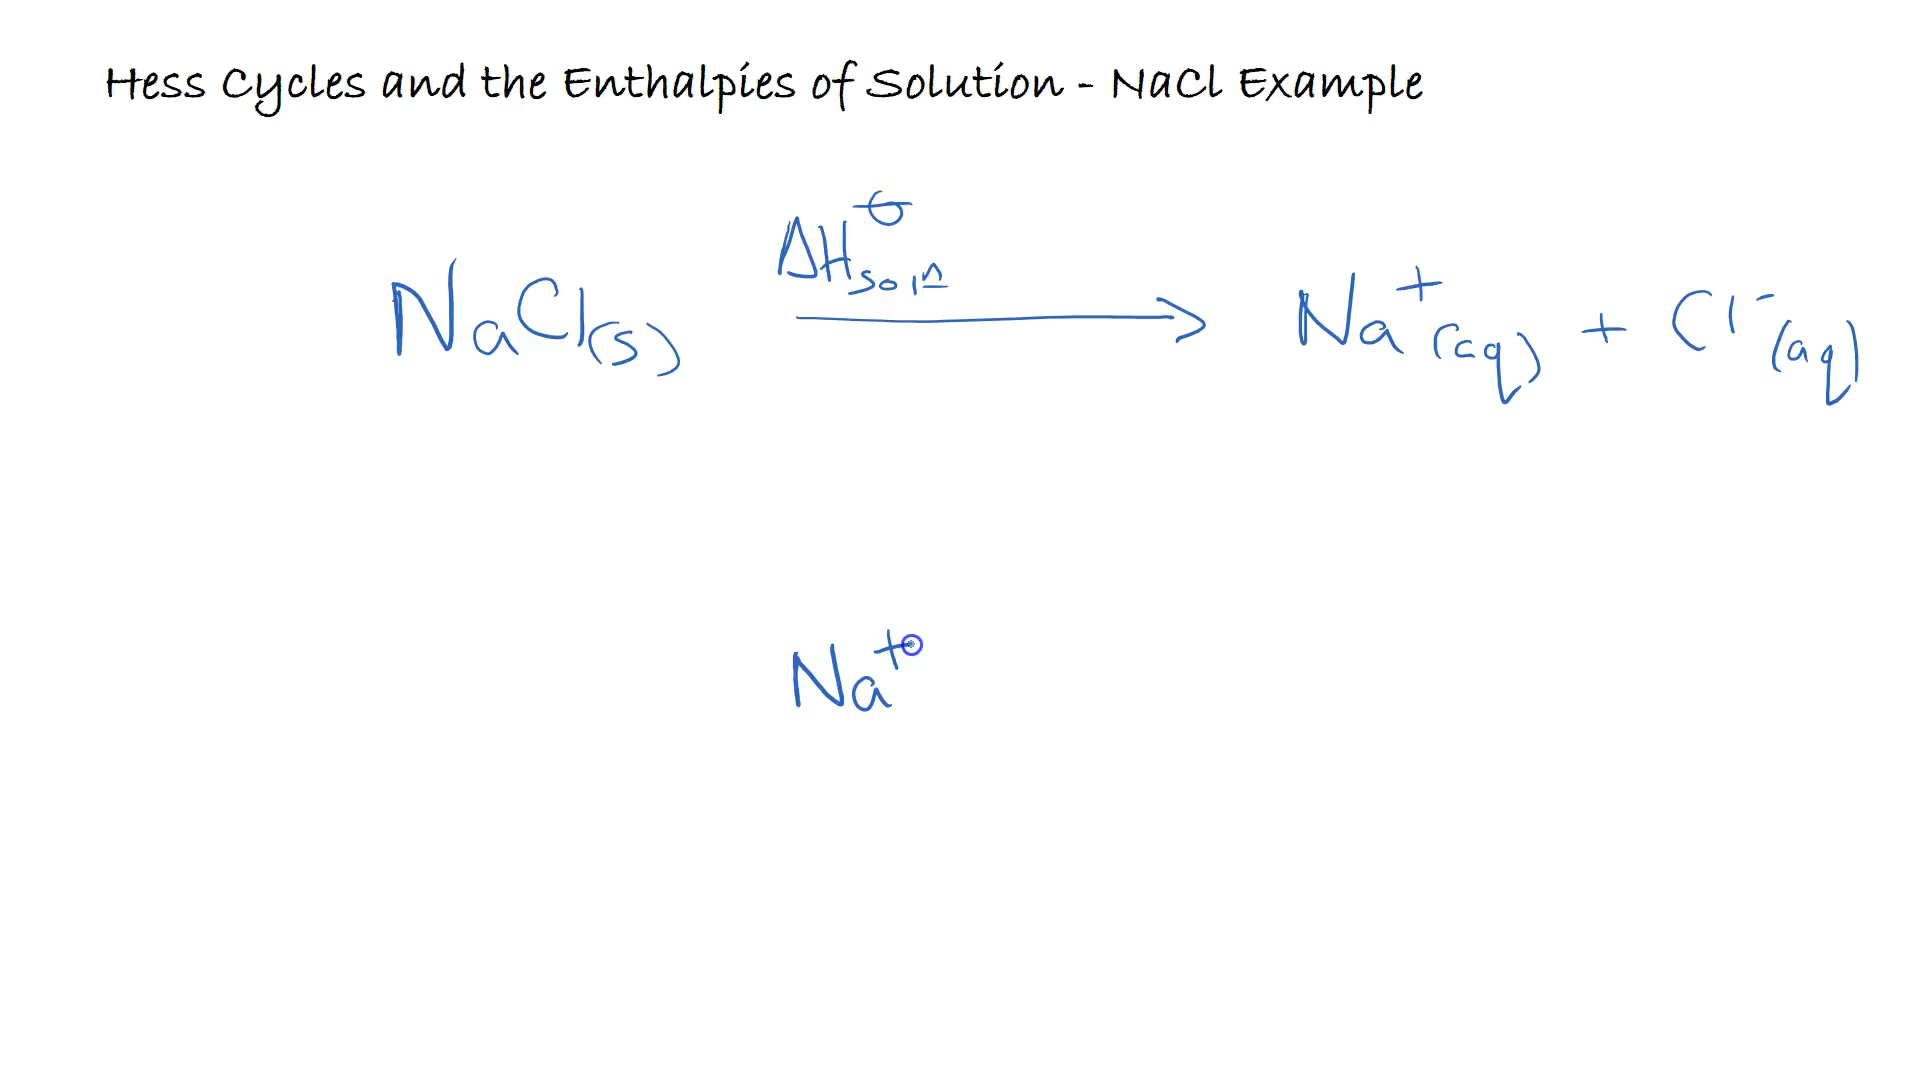 Hess Cycles and the Enthalpies of Solution - NaCl Example
ΔH⦵soln
NaCl(s) → Na⁺(aq) + Cl⁻(aq)
Na⁺